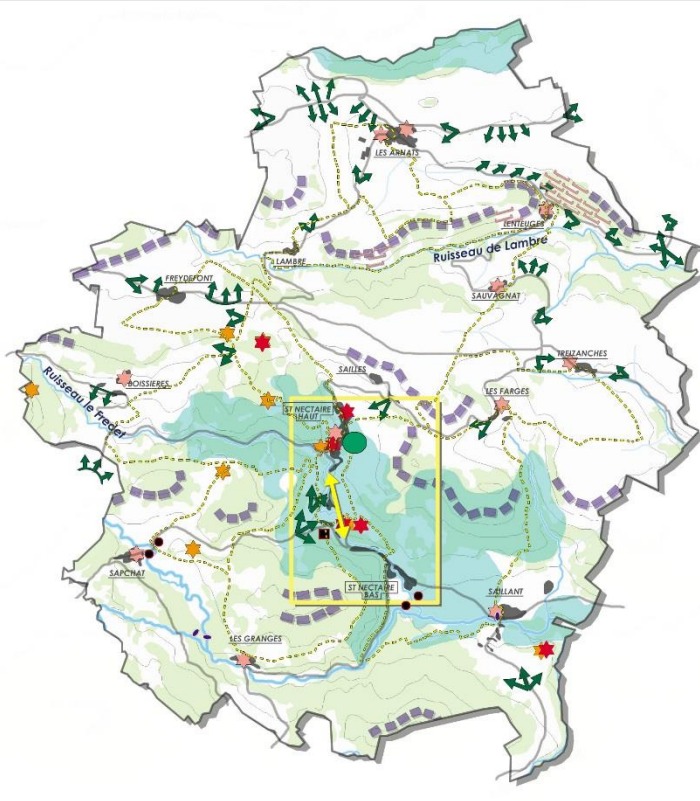 LES ARNATS
LENTEUGES
Ruisseau de Lambre
LAMBRE
FREYDEFONT
SAUVAGNAT
TREIZANCHES
SAILLES
Ruisseau le Fredet
BOISSIERES
LES FARGES
ST NECTAIRE
HAUT
SAPCHAT
ST NECTAIRE
BAS
SAILLANT
LES GRANGES